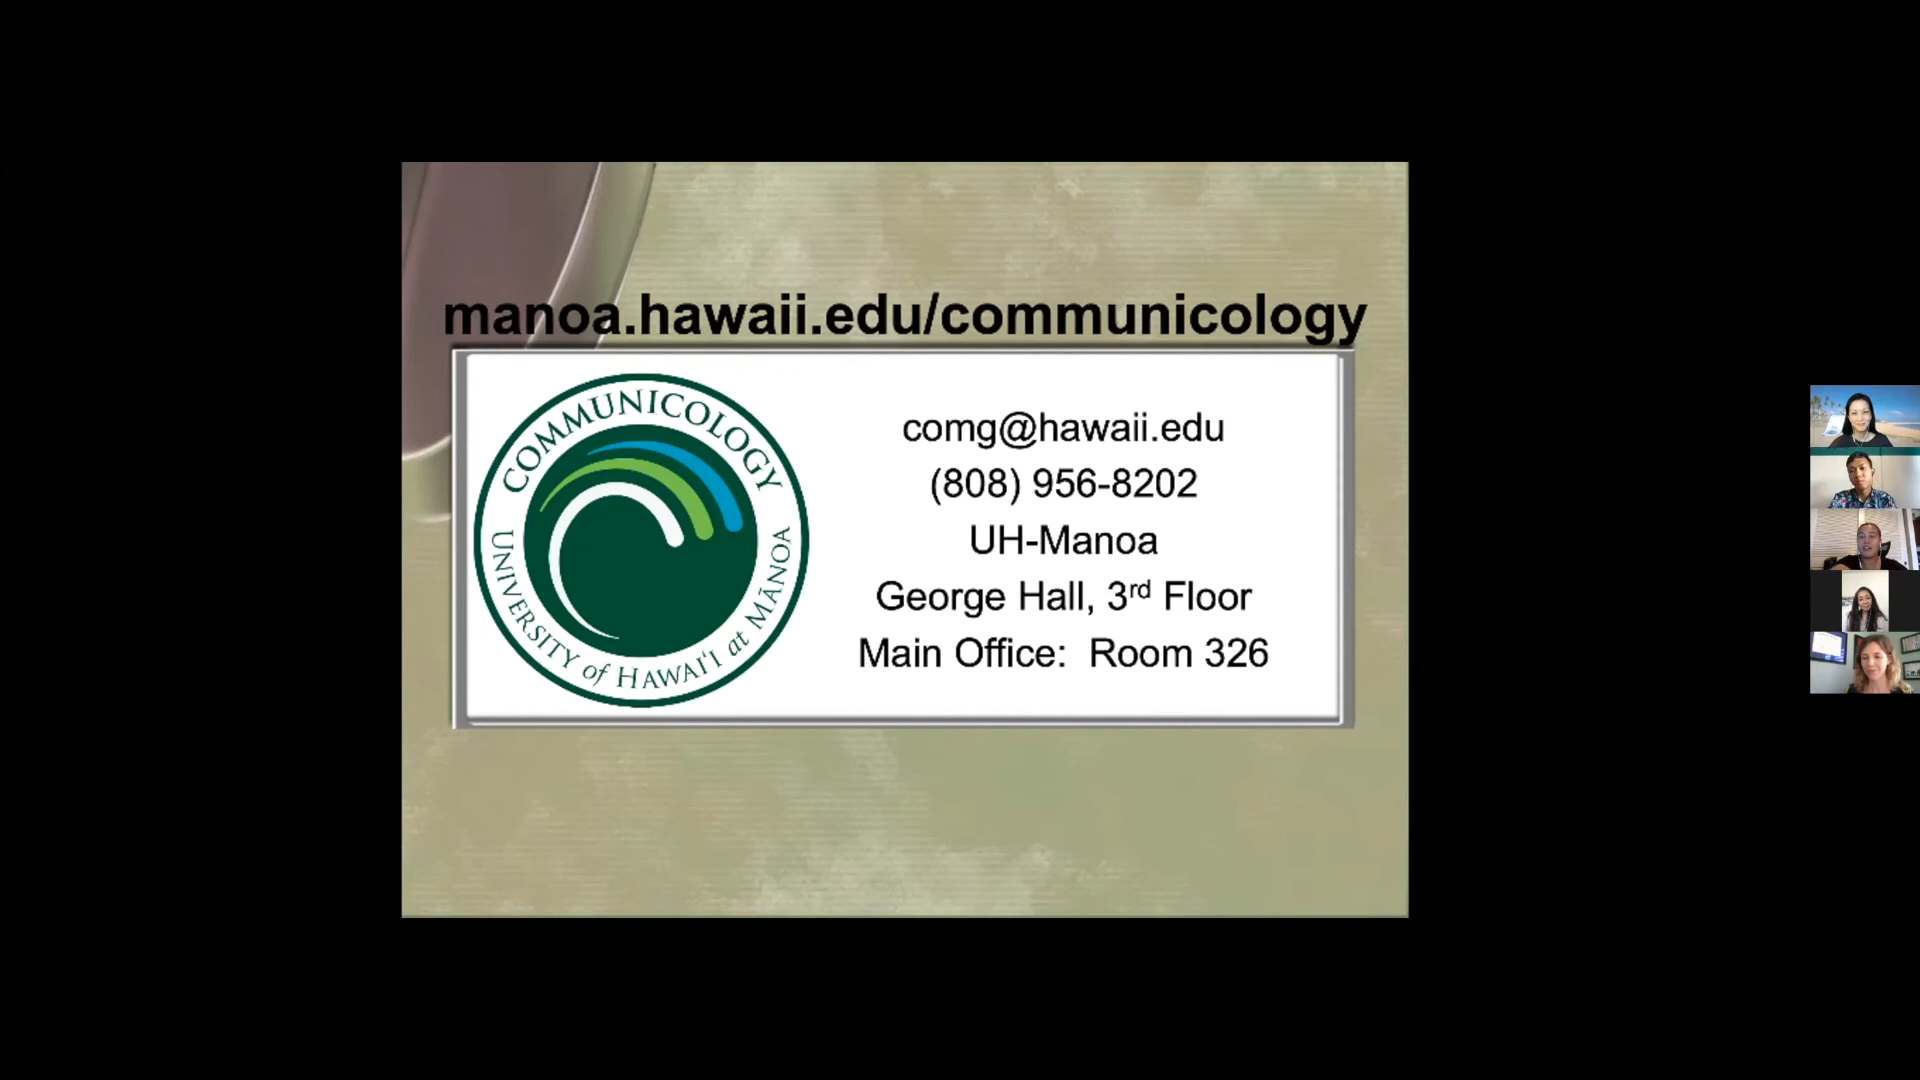 manoa.hawaii.edu/communicology
COMMUNICOLOGY
UNIVERSITY of HAWAIʻI at MĀNOA
comg@hawaii.edu
(808) 956-8202
UH-Manoa
George Hall, 3rd Floor
Main Office:  Room 326